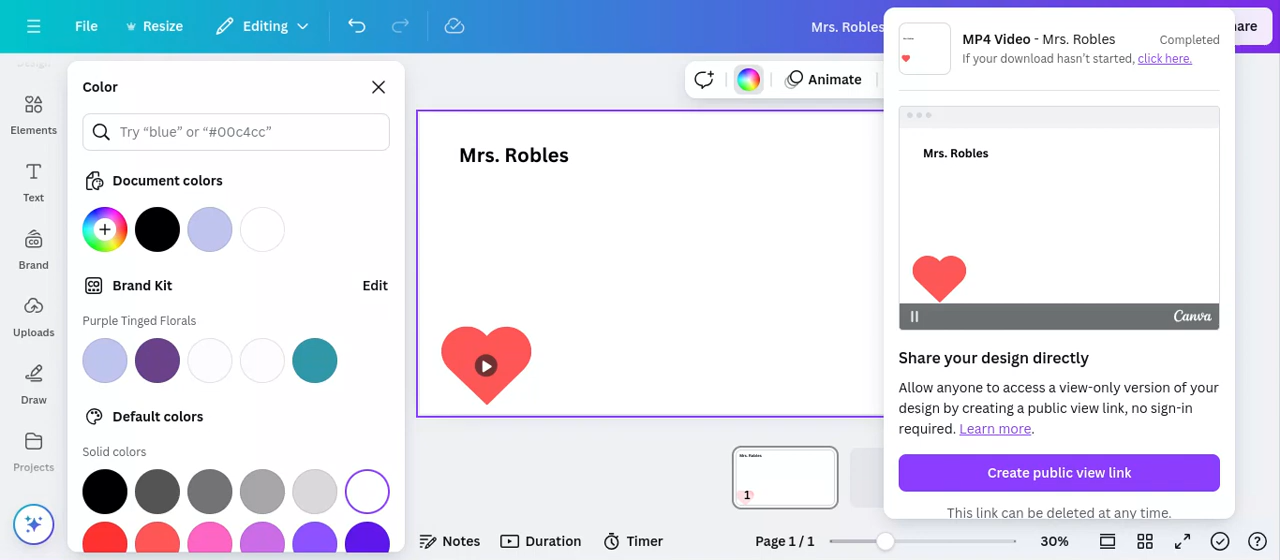 File
Resize
Editing
Mrs. Robles
are
Elements
Text
Brand
Uploads
Draw
Projects
Color
Try “blue” or “#00c4cc”
Document colors
Brand Kit
Edit
Purple Tinged Florals
Default colors
Solid colors
Animate
Mrs. Robles
Mrs. Robles
1
Notes
Duration
Timer
Page 1 / 1
30%
MP4 Video - Mrs. Robles
Completed
If your download hasn't started, click here.
Mrs. Robles
Canva
Share your design directly
Allow anyone to access a view-only version of your
design by creating a public view link, no sign-in
required. Learn more.
Create public view link
This link can be deleted at any time.